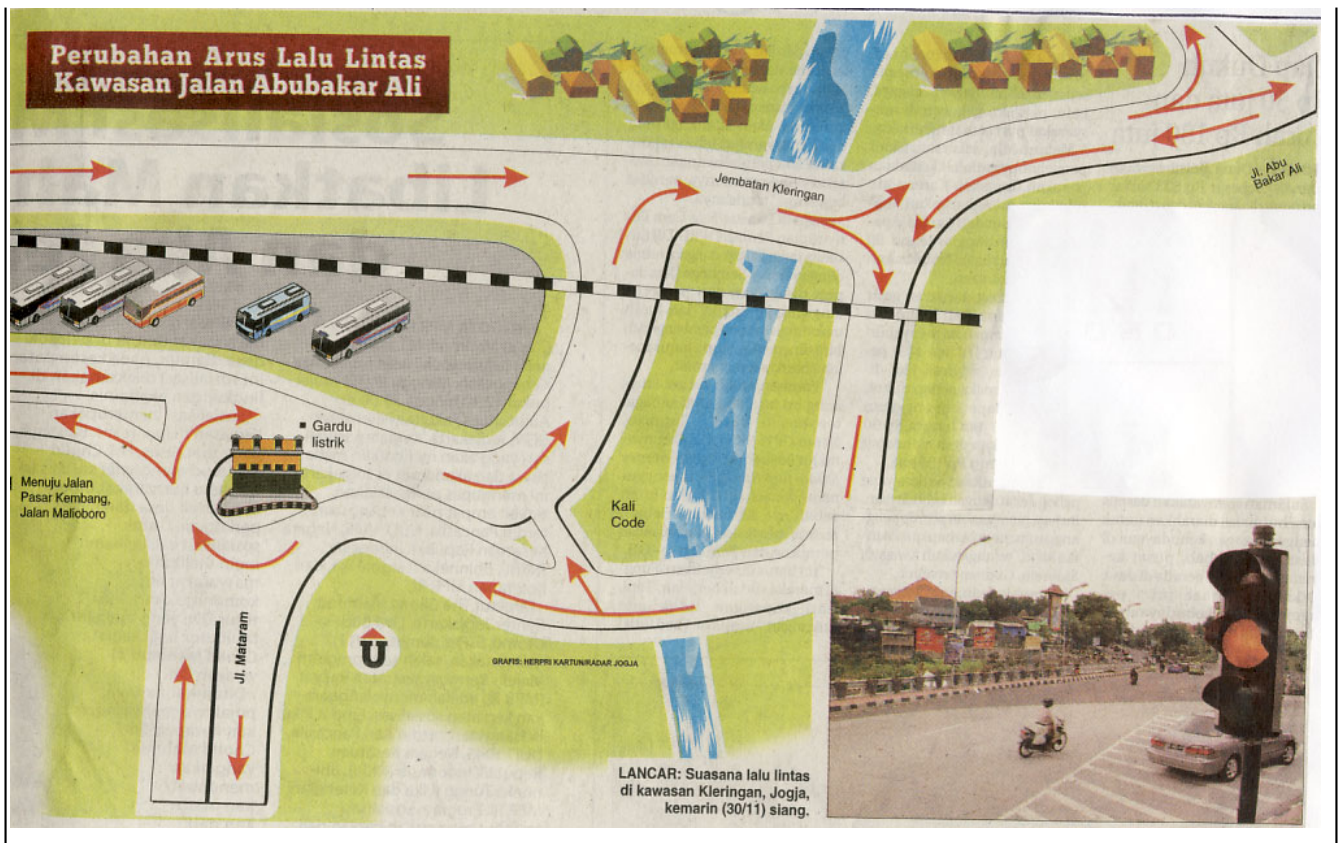 Perubahan Arus Lalu Lintas
Kawasan Jalan Abubakar Ali
Jembatan Kleringan
Jl. Abu
Bakar Ali
Gardu
listrik
Menuju Jalan
Pasar Kembang,
Jalan Malioboro
Kali
Code
Jl. Mataram
U
GRAFIS: HERPRI KARTUN/RADAR JOGJA
LANCAR: Suasana lalu lintas
di kawasan Kleringan, Jogja,
kemarin (30/11) siang.